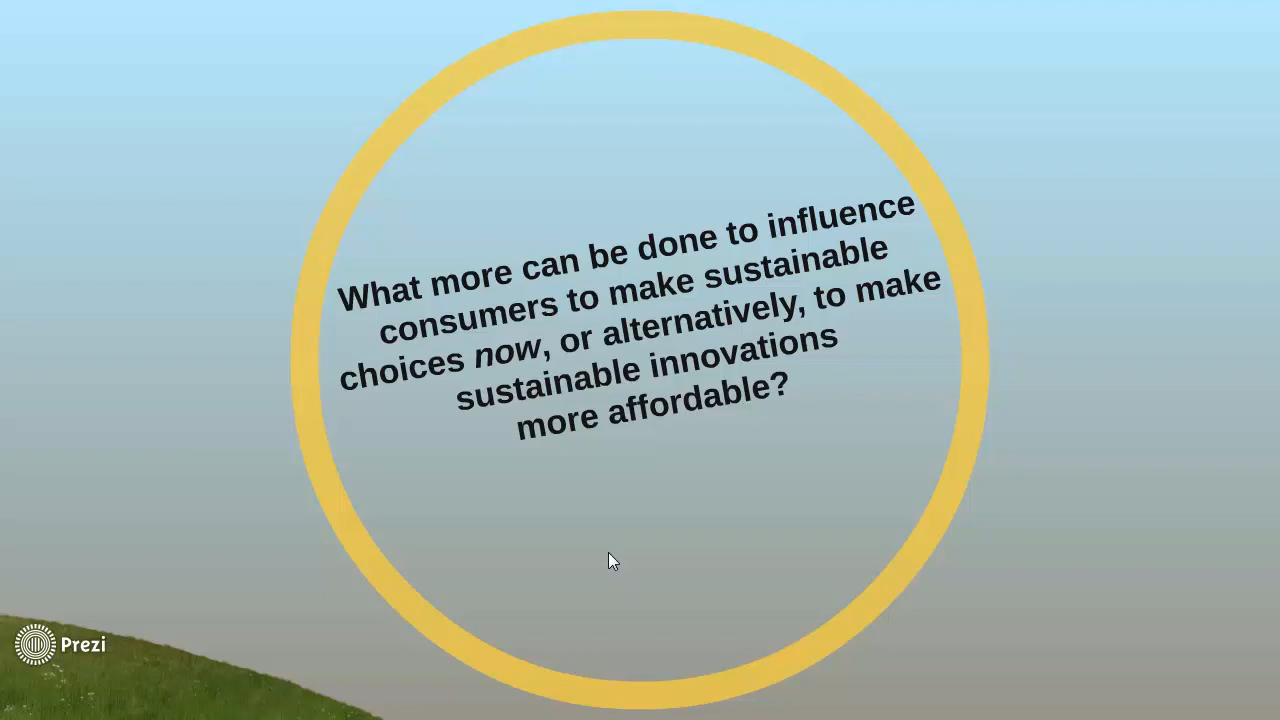 What more can be done to influence
consumers to make sustainable
choices now, or alternatively, to make
sustainable innovations
more affordable?
Prezi